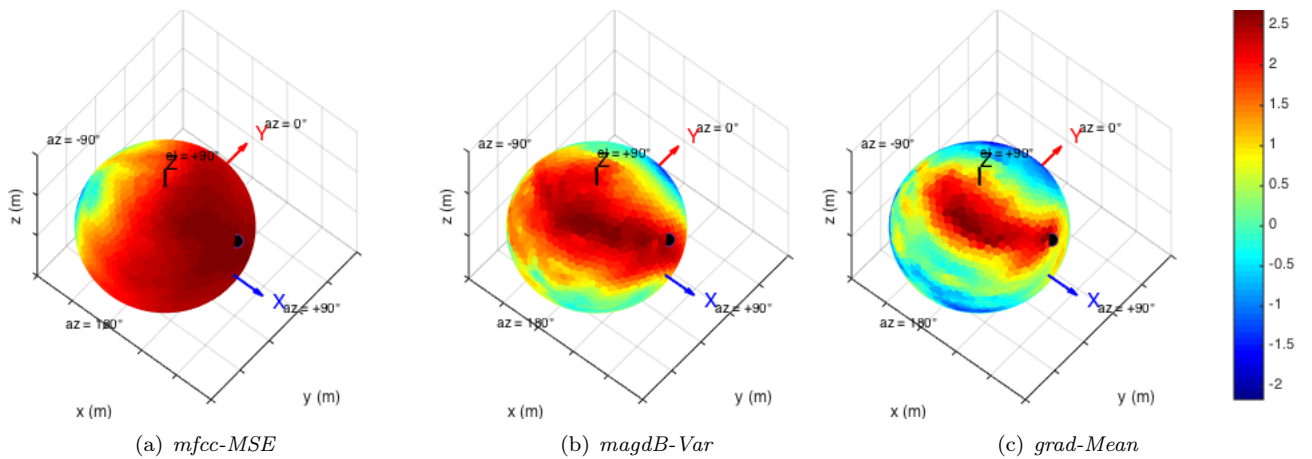 az = -90°
az = 0°
Y
el = +90°
Z
X
az = +90°
az = 180°
z (m)
x (m)
y (m)
(a) mfcc-MSE
az = -90°
az = 0°
Y
el = +90°
Z
X
az = +90°
az = 180°
z (m)
x (m)
y (m)
(b) magdB-Var
az = -90°
az = 0°
Y
el = +90°
Z
X
az = +90°
az = 180°
z (m)
x (m)
y (m)
(c) grad-Mean
2.5
2
1.5
1
0.5
0
-0.5
-1
-1.5
-2